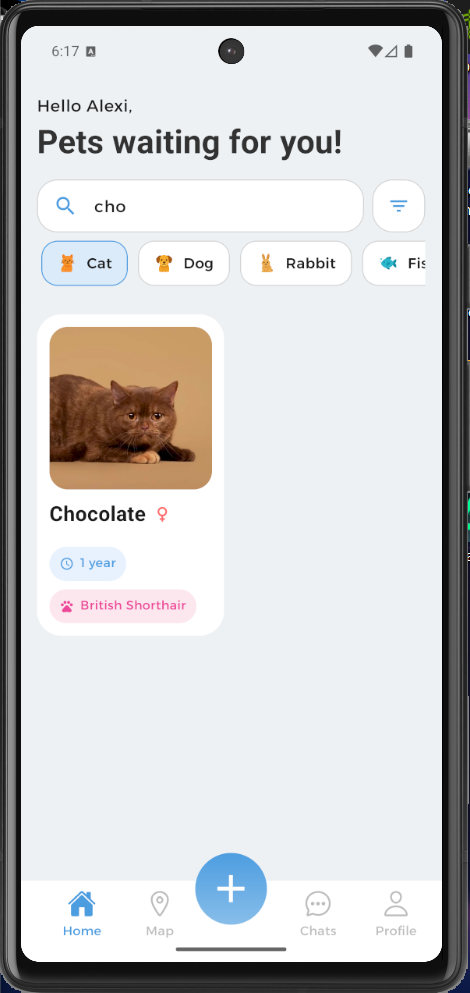 6:17
Hello Alexi,
Pets waiting for you!
cho
Cat Dog Rabbit Fis
Chocolate
1 year
British Shorthair
Home Map Chats Profile